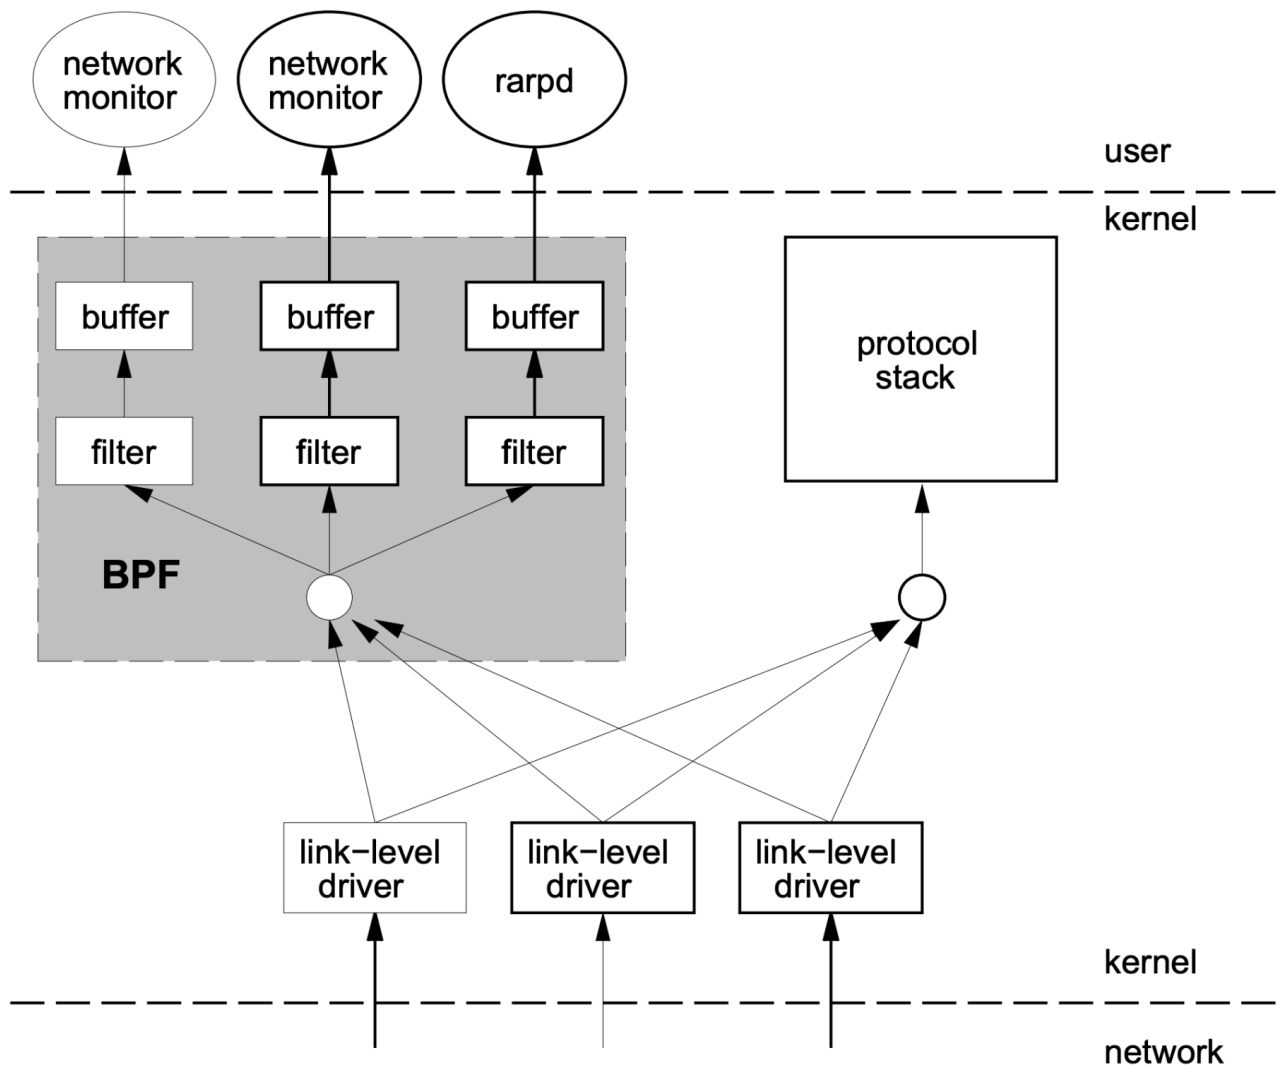 network
monitor
network
monitor
rarpd
user
kernel
buffer
buffer
buffer
protocol
stack
filter
filter
filter
BPF
link−level
driver
link−level
driver
link−level
driver
kernel
network